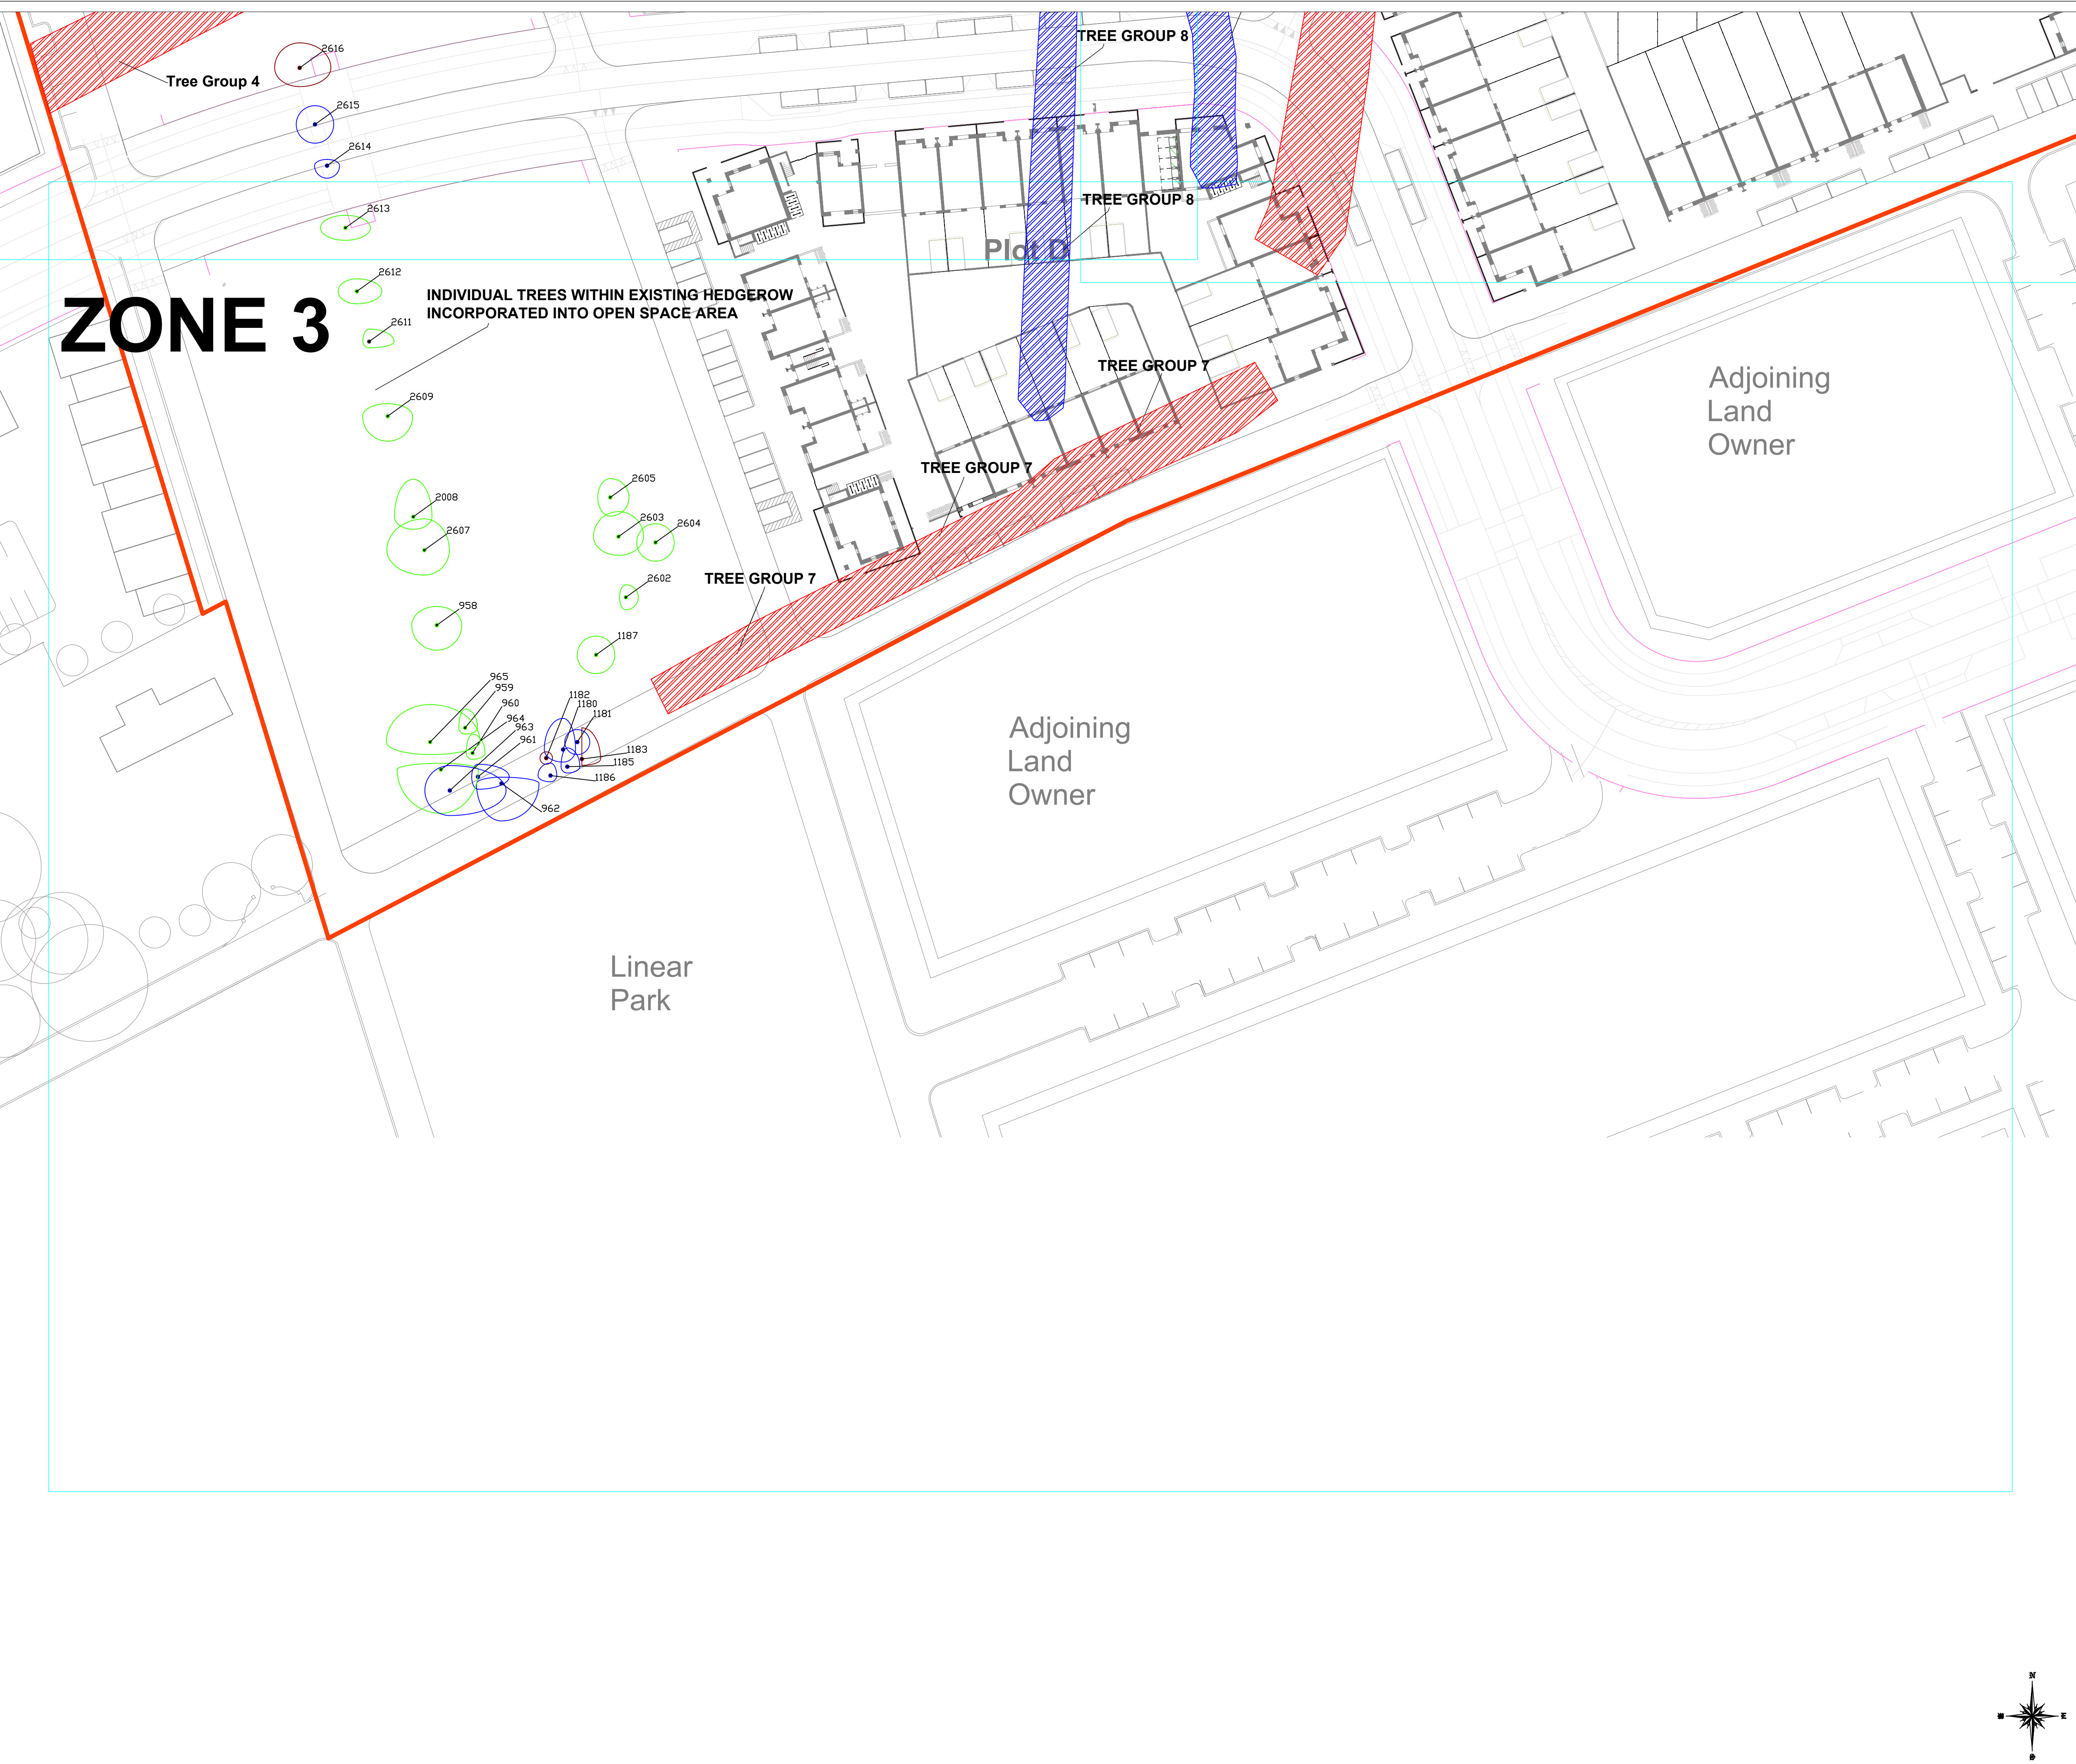 TREE GROUP 8
2616
Tree Group 4
2615
2614
TREE GROUP 8
2613
Plot D
2612
INDIVIDUAL TREES WITHIN EXISTING HEDGEROW
INCORPORATED INTO OPEN SPACE AREA
ZONE 3
2611
TREE GROUP 7
Adjoining
Land
Owner
2609
TREE GROUP 7
2605
2008
2603
2604
2607
TREE GROUP 7
2602
958
1187
965
959
960
964
963
961
1182
1180
1181
1183
1185
1186
962
Adjoining
Land
Owner
Linear
Park
N
W
E
S